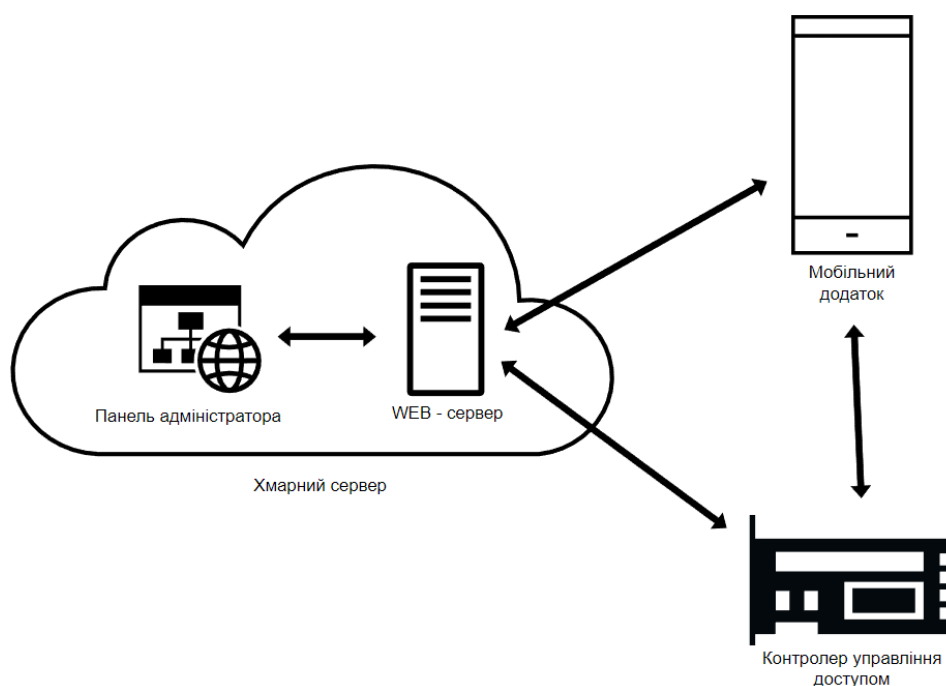 Мобільний
додаток
Панель адміністратора
WEB - сервер
Хмарний сервер
Контролер управління
доступом